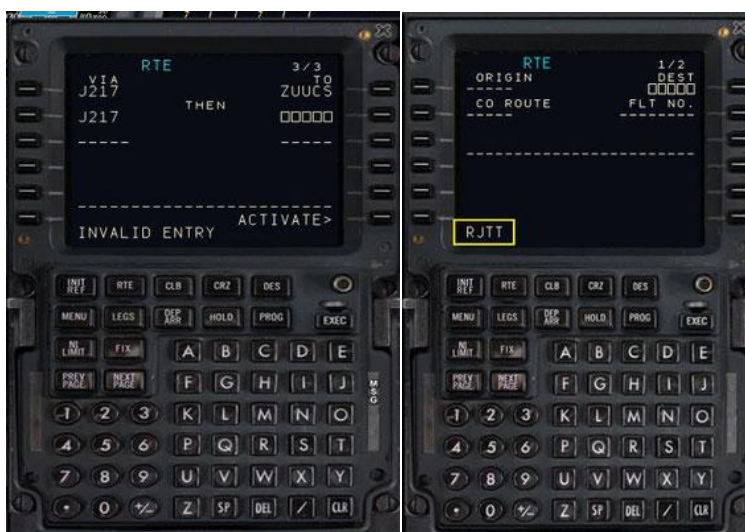 RTE 3/3
VIA TO
J217 ZUUCS
THEN
J217 □□□□□
----- -----
--------------------------
ACTIVATE>
INVALID ENTRY
INIT REF RTE CLB CRZ DES
MENU LEGS DEP ARR HOLD PROG EXEC
N1 LIMIT FIX A B C D E
PREV PAGE NEXT PAGE F G H I J
1 2 3 K L M N O
4 5 6 P Q R S T
7 8 9 U V W X Y
. 0 +/- Z SP DEL / CLR
MSG
RTE 1/2
ORIGIN DEST
----- □□□□□
CO ROUTE FLT NO.
----- --------
--------------------------
RJTT
INIT REF RTE CLB CRZ DES
MENU LEGS DEP ARR HOLD PROG EXEC
N1 LIMIT FIX A B C D E
PREV PAGE NEXT PAGE F G H I J
1 2 3 K L M N O
4 5 6 P Q R S T
7 8 9 U V W X Y
. 0 +/- Z SP DEL / CLR